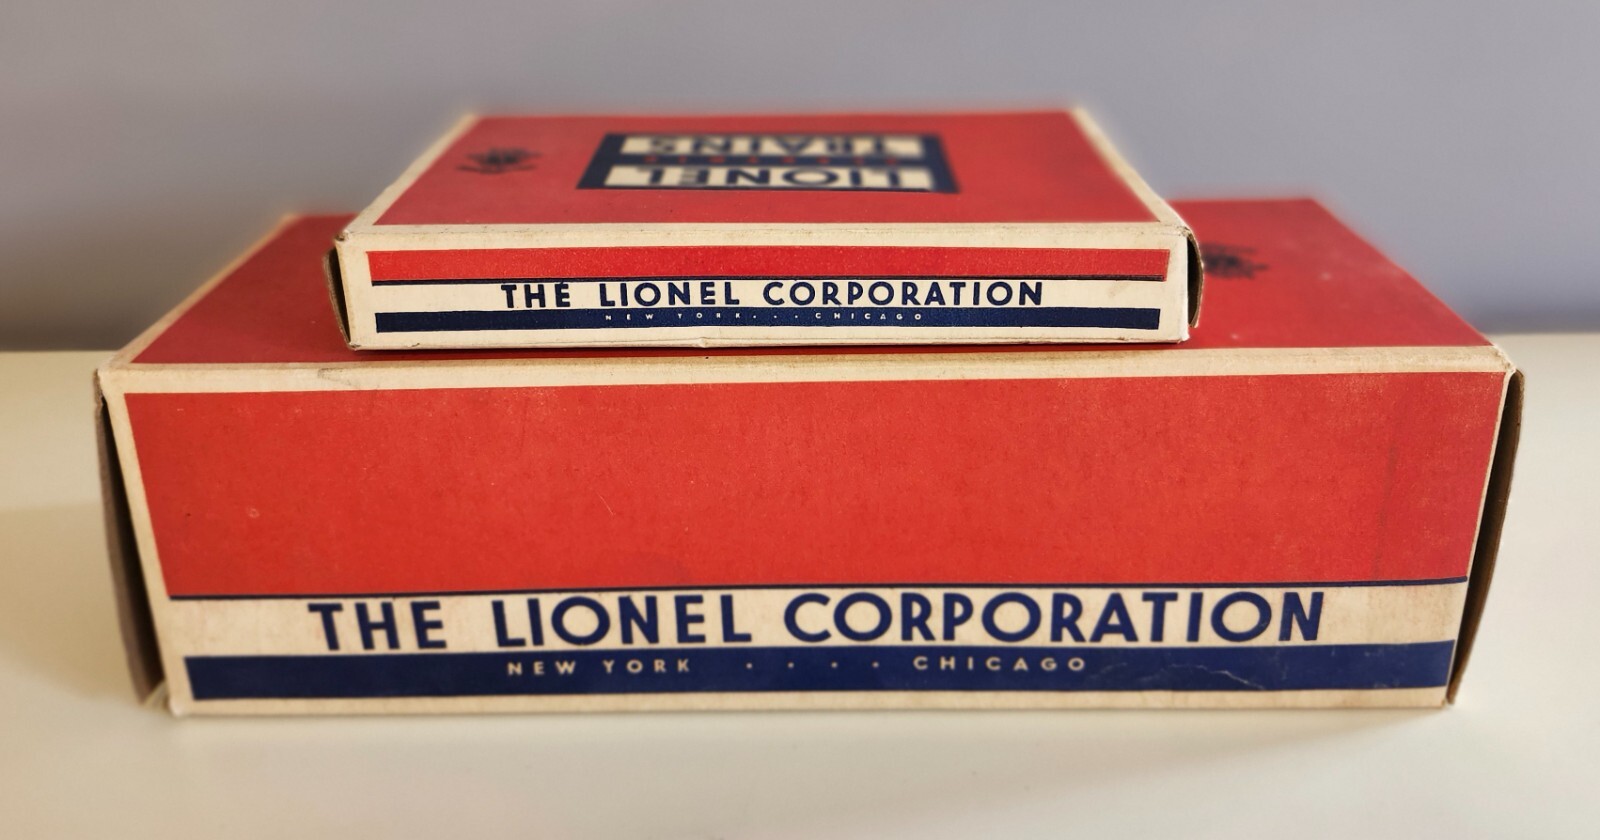 LIONEL
TRAINS
THE LIONEL CORPORATION
NEW YORK . . . CHICAGO
THE LIONEL CORPORATION
NEW YORK . . . . CHICAGO